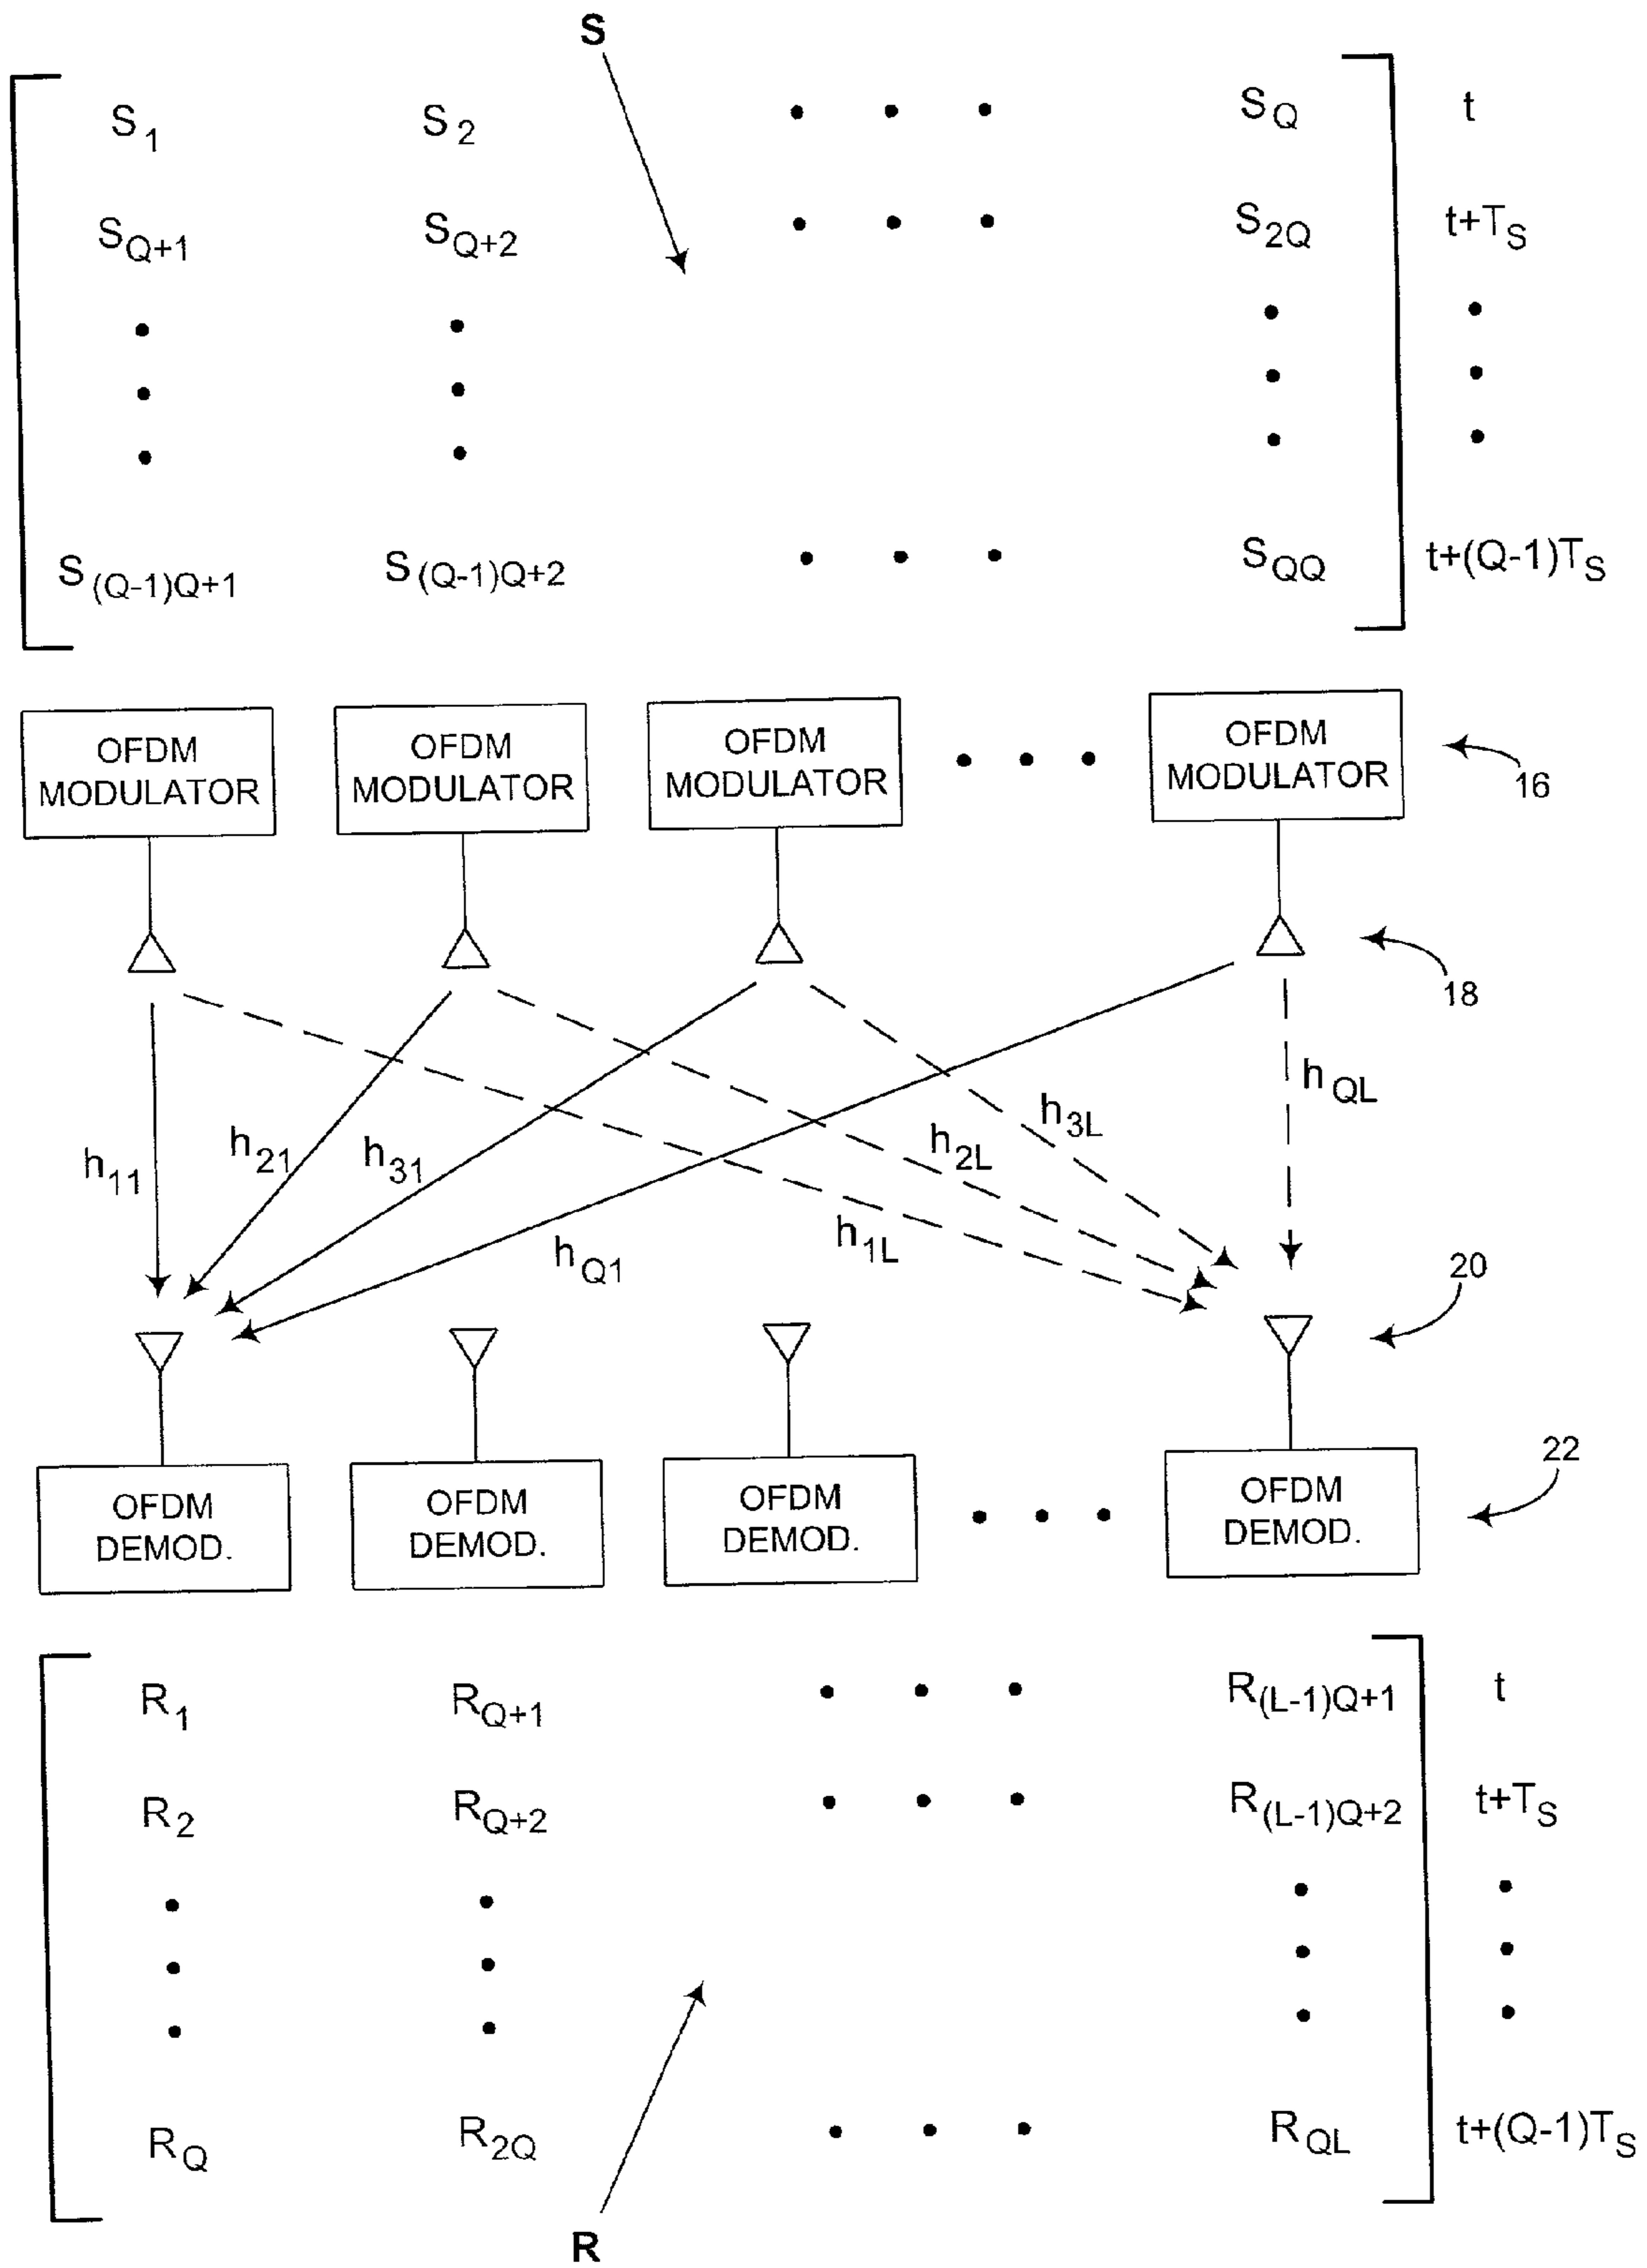 S
S1 S2 • • • SQ t
SQ+1 SQ+2 • • • S2Q t+TS
S(Q-1)Q+1 S(Q-1)Q+2 • • • SQQ t+(Q-1)TS
OFDM MODULATOR
OFDM MODULATOR
OFDM MODULATOR
• • •
OFDM MODULATOR
16
18
h11
h21
h31
hQ1
h1L
h2L
h3L
hQL
20
OFDM DEMOD.
OFDM DEMOD.
OFDM DEMOD.
• • •
OFDM DEMOD.
22
R1 RQ+1 • • • R(L-1)Q+1 t
R2 RQ+2 • • • R(L-1)Q+2 t+TS
RQ R2Q • • • RQL t+(Q-1)TS
R